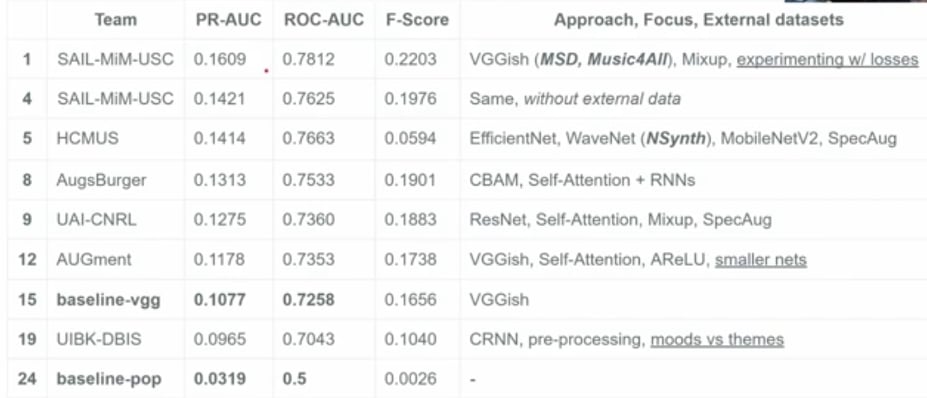 Team PR-AUC ROC-AUC F-Score Approach, Focus, External datasets
1 SAIL-MiM-USC 0.1609 0.7812 0.2203 VGGish (MSD, Music4All), Mixup, experimenting w/ losses
4 SAIL-MiM-USC 0.1421 0.7625 0.1976 Same, without external data
5 HCMUS 0.1414 0.7663 0.0594 EfficientNet, WaveNet (NSynth), MobileNetV2, SpecAug
8 AugsBurger 0.1313 0.7533 0.1901 CBAM, Self-Attention + RNNs
9 UAI-CNRL 0.1275 0.7360 0.1883 ResNet, Self-Attention, Mixup, SpecAug
12 AUGment 0.1178 0.7353 0.1738 VGGish, Self-Attention, AReLU, smaller nets
15 baseline-vgg 0.1077 0.7258 0.1656 VGGish
19 UIBK-DBIS 0.0965 0.7043 0.1040 CRNN, pre-processing, moods vs themes
24 baseline-pop 0.0319 0.5 0.0026 -